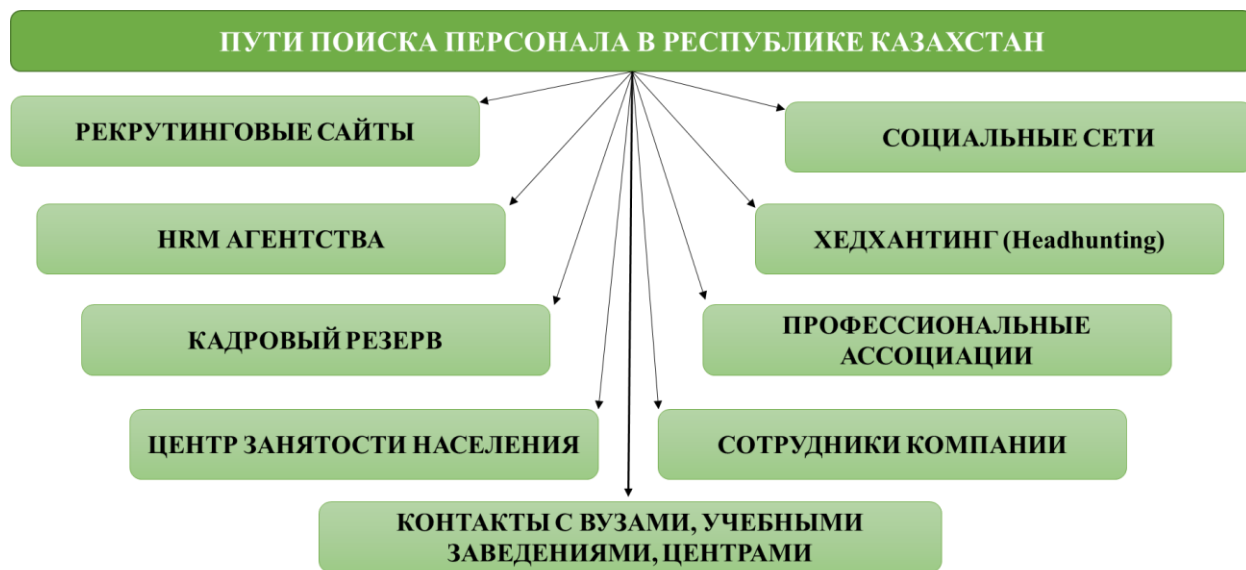 ПУТИ ПОИСКА ПЕРСОНАЛА В РЕСПУБЛИКЕ КАЗАХСТАН
РЕКРУТИНГОВЫЕ САЙТЫ
СОЦИАЛЬНЫЕ СЕТИ
HRM АГЕНТСТВА
ХЕДХАНТИНГ (Headhunting)
КАДРОВЫЙ РЕЗЕРВ
ПРОФЕССИОНАЛЬНЫЕ
АССОЦИАЦИИ
ЦЕНТР ЗАНЯТОСТИ НАСЕЛЕНИЯ
СОТРУДНИКИ КОМПАНИИ
КОНТАКТЫ С ВУЗАМИ, УЧЕБНЫМИ
ЗАВЕДЕНИЯМИ, ЦЕНТРАМИ